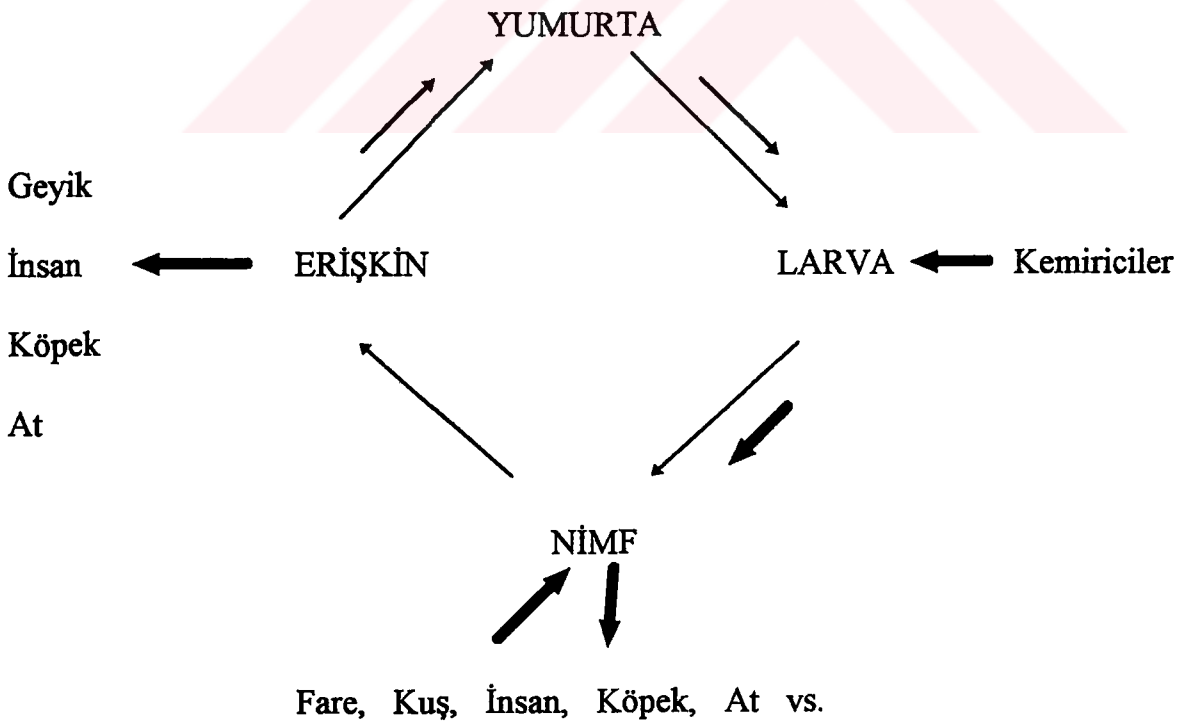 YUMURTA
Geyik
İnsan
ERİŞKİN
LARVA
Kemiriciler
Köpek
At
NİMF
Fare, Kuş, İnsan, Köpek, At vs.